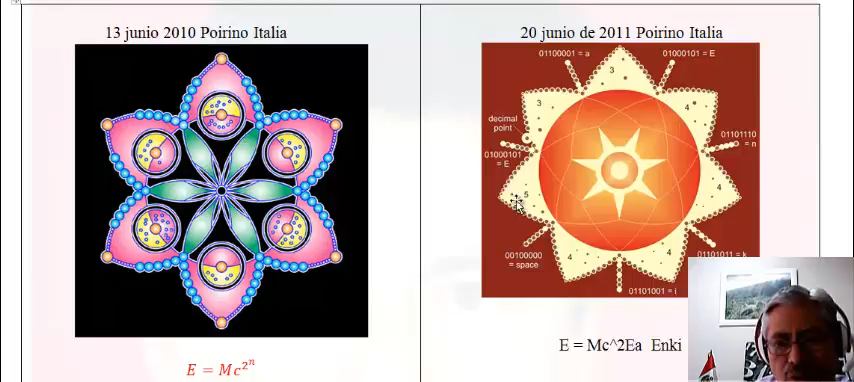 13 junio 2010 Poirino Italia
E = Mc^2^n
20 junio de 2011 Poirino Italia
01100001 = a
01000101 = E
3
3
4
decimal
point
01101110
= n
01000101
= E
5
4
00100000
= space
4
4
01101011 = k
01101001 = i
E = Mc^2Ea Enki